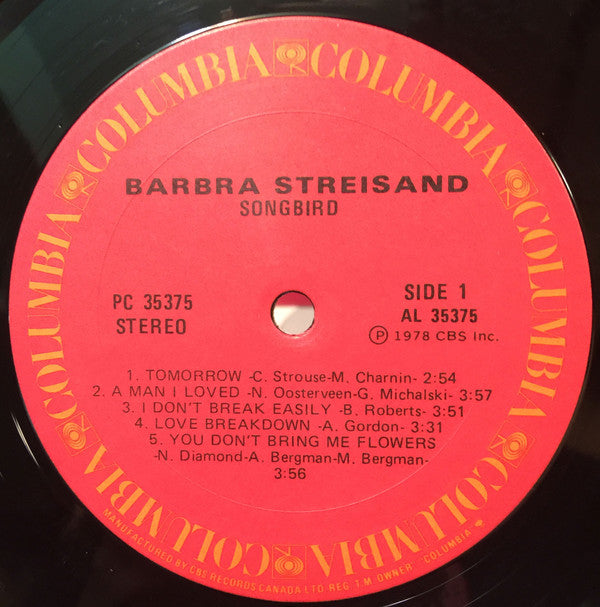 COLUMBIA COLUMBIA COLUMBIA COLUMBIA COLUMBIA COLUMBIA COLUMBIA COLUMBIA
BARBRA STREISAND
SONGBIRD
PC 35375
STEREO
SIDE 1
AL 35375
Ⓟ 1978 CBS Inc.
1. TOMORROW -C. Strouse-M. Charnin- 2:54
2. A MAN I LOVED -N. Oosterveen-G. Michalski- 3:57
3. I DON'T BREAK EASILY -B. Roberts- 3:51
4. LOVE BREAKDOWN -A. Gordon- 3:31
5. YOU DON'T BRING ME FLOWERS
-N. Diamond-A. Bergman-M. Bergman-
3:56
MANUFACTURED BY CBS RECORDS CANADA LTD REG. T.M. OWNER "COLUMBIA"